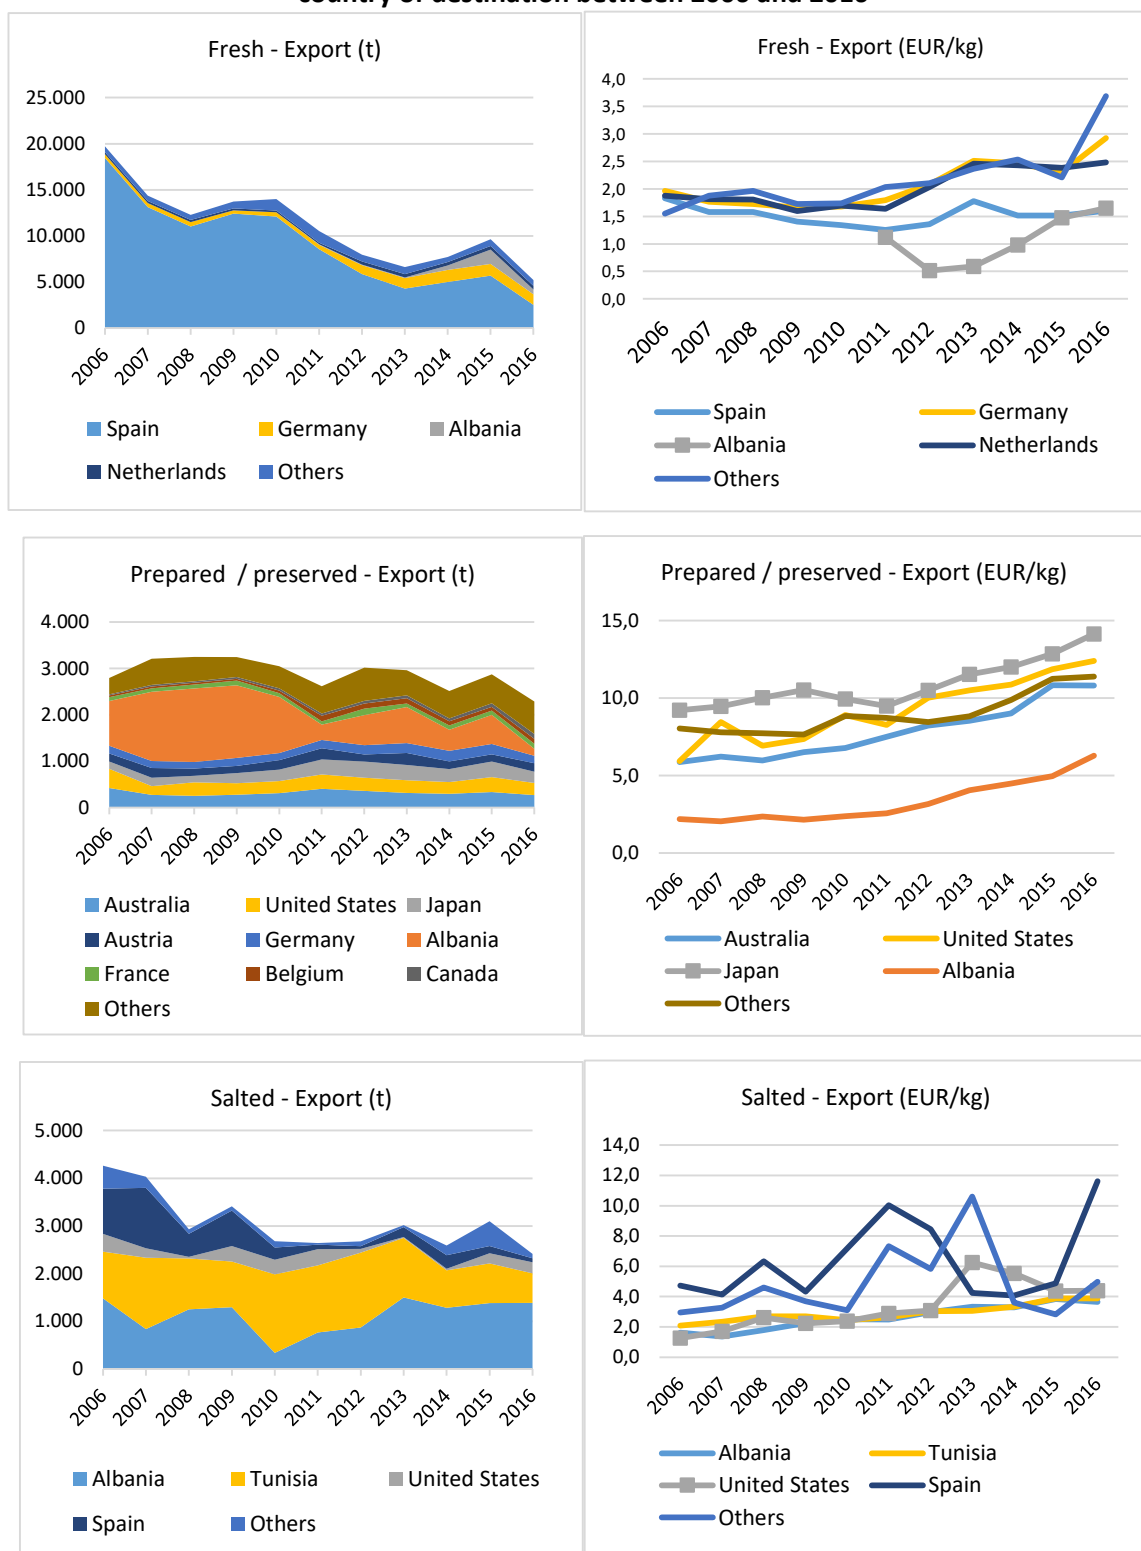 country of destination between 2006 and 2016
Fresh - Export (t)
25.000
20.000
15.000
10.000
5.000
0
2006 2007 2008 2009 2010 2011 2012 2013 2014 2015 2016
Spain Germany Albania
Netherlands Others
Fresh - Export (EUR/kg)
4,0
3,5
3,0
2,5
2,0
1,5
1,0
0,5
0,0
2006 2007 2008 2009 2010 2011 2012 2013 2014 2015 2016
Spain Germany
Albania Netherlands
Others
Prepared / preserved - Export (t)
4.000
3.000
2.000
1.000
0
2006 2007 2008 2009 2010 2011 2012 2013 2014 2015 2016
Australia United States Japan
Austria Germany Albania
France Belgium Canada
Others
Prepared / preserved - Export (EUR/kg)
15,0
10,0
5,0
0,0
2006 2007 2008 2009 2010 2011 2012 2013 2014 2015 2016
Australia United States
Japan Albania
Others
Salted - Export (t)
5.000
4.000
3.000
2.000
1.000
0
2006 2007 2008 2009 2010 2011 2012 2013 2014 2015 2016
Albania Tunisia United States
Spain Others
Salted - Export (EUR/kg)
14,0
12,0
10,0
8,0
6,0
4,0
2,0
0,0
2006 2007 2008 2009 2010 2011 2012 2013 2014 2015 2016
Albania Tunisia
United States Spain
Others